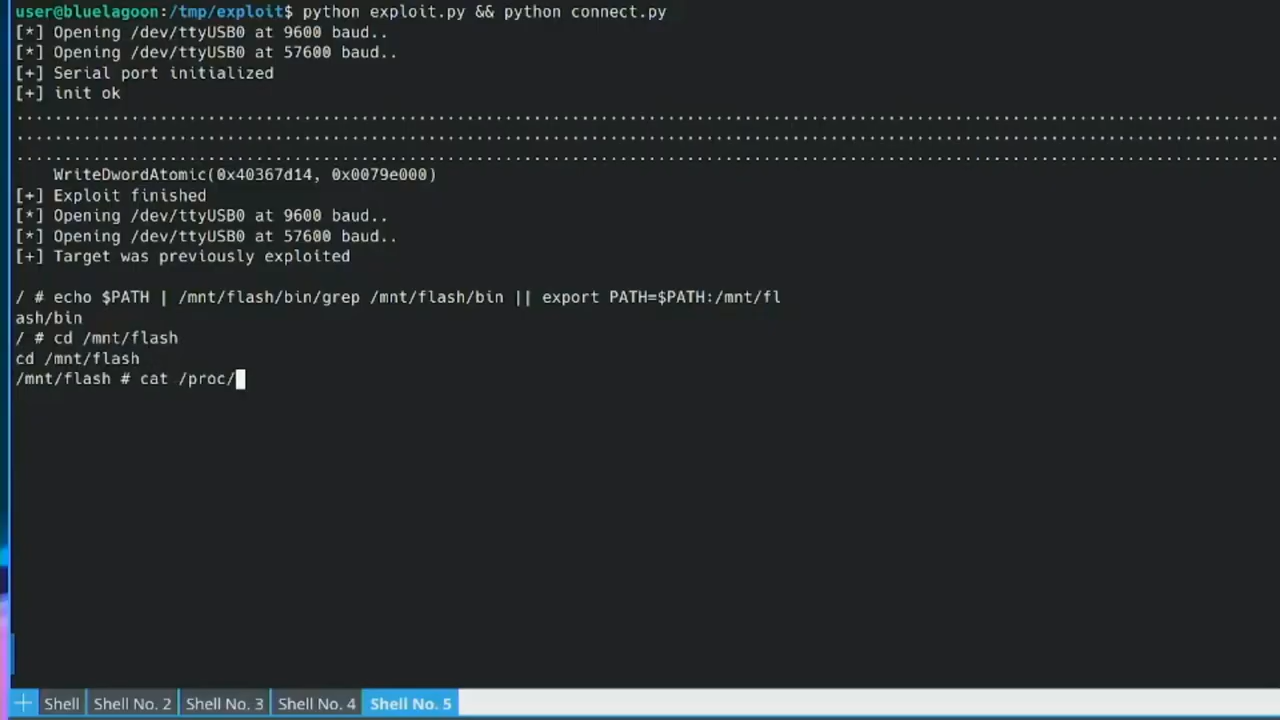 user@bluelagoon:/tmp/exploit$ python exploit.py && python connect.py
[*] Opening /dev/ttyUSB0 at 9600 baud..
[*] Opening /dev/ttyUSB0 at 57600 baud..
[+] Serial port initialized
[+] init ok
....................................................................................................................................
....................................................................................................................................
....................................................................................................................................
    WriteDwordAtomic(0x40367d14, 0x0079e000)
[+] Exploit finished
[*] Opening /dev/ttyUSB0 at 9600 baud..
[*] Opening /dev/ttyUSB0 at 57600 baud..
[+] Target was previously exploited
/ # echo $PATH | /mnt/flash/bin/grep /mnt/flash/bin || export PATH=$PATH:/mnt/fl
ash/bin
/ # cd /mnt/flash
cd /mnt/flash
/mnt/flash # cat /proc/
Shell Shell No. 2 Shell No. 3 Shell No. 4 Shell No. 5